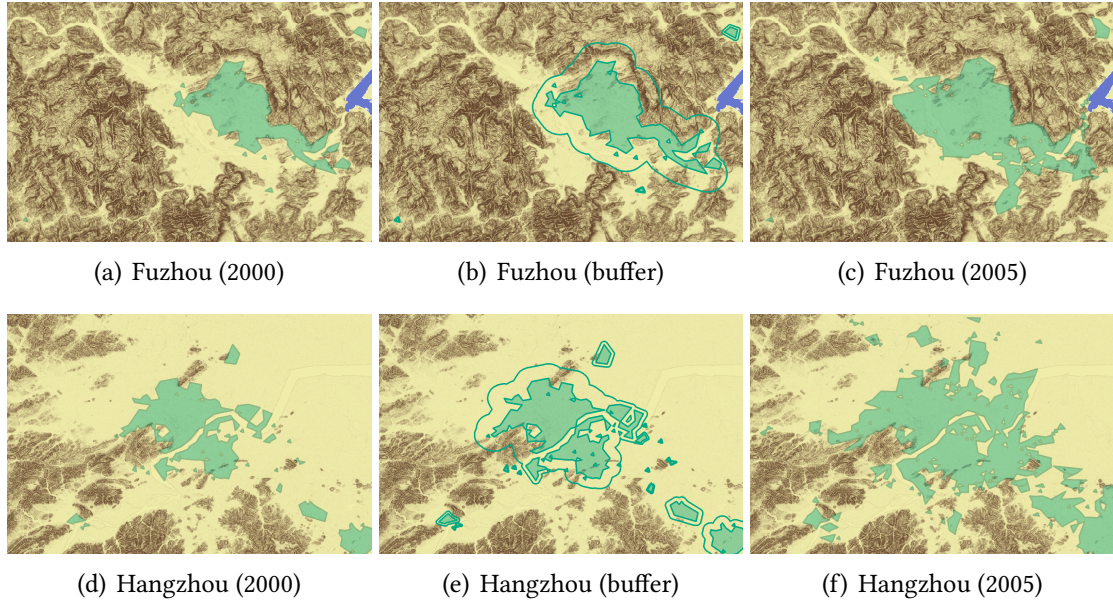 (a) Fuzhou (2000)
(b) Fuzhou (buffer)
(c) Fuzhou (2005)
(d) Hangzhou (2000)
(e) Hangzhou (buffer)
(f) Hangzhou (2005)